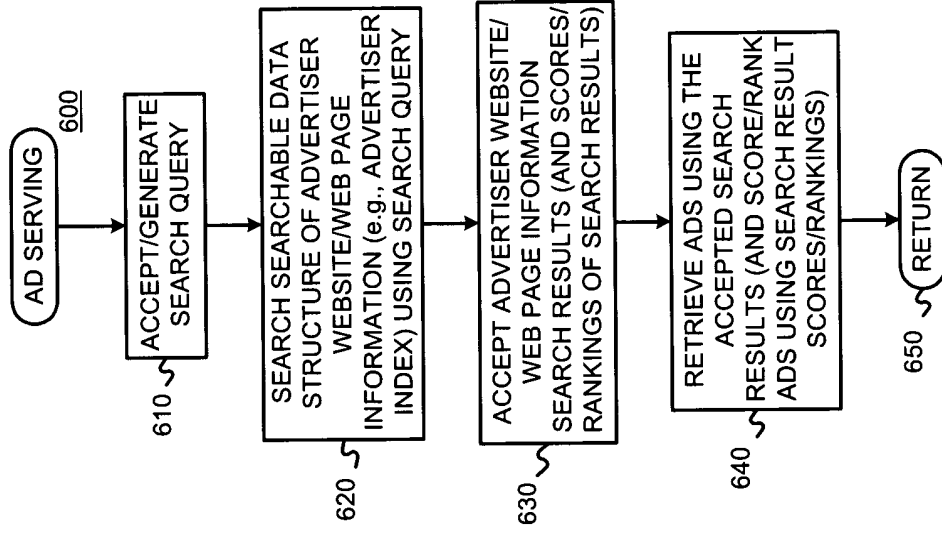 AD SERVING
600
ACCEPT/GENERATE
SEARCH QUERY
610
SEARCH SEARCHABLE DATA
STRUCTURE OF ADVERTISER
WEBSITE/WEB PAGE
INFORMATION (e.g., ADVERTISER
INDEX) USING SEARCH QUERY
620
ACCEPT ADVERTISER WEBSITE/
WEB PAGE INFORMATION
SEARCH RESULTS (AND SCORES/
RANKINGS OF SEARCH RESULTS)
630
RETRIEVE ADS USING THE
ACCEPTED SEARCH
RESULTS (AND SCORE/RANK
ADS USING SEARCH RESULT
SCORES/RANKINGS)
640
RETURN
650